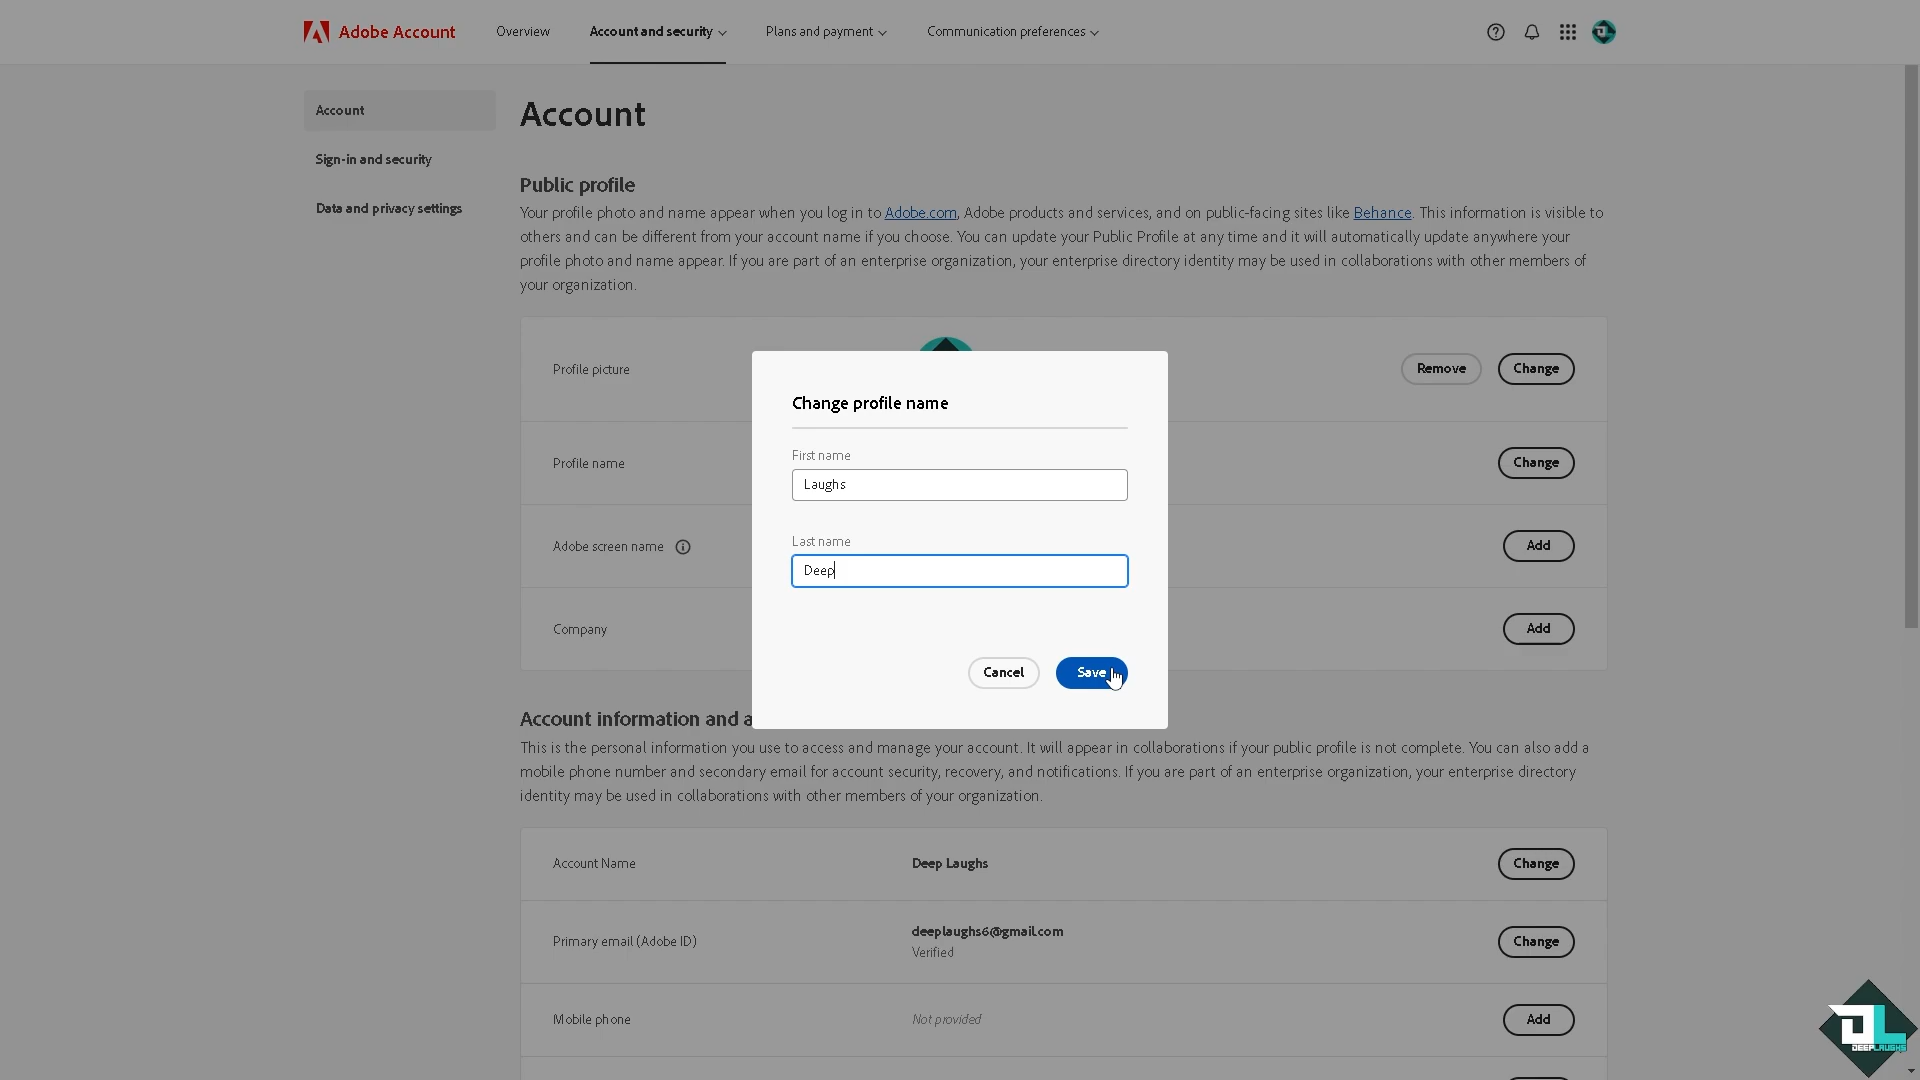 Adobe Account
Overview
Account and security
Plans and payment
Communication preferences
Account
Sign-in and security
Data and privacy settings
Account
Public profile
Your profile photo and name appear when you log in to Adobe.com, Adobe products and services, and on public-facing sites like Behance. This information is visible to
others and can be different from your account name if you choose. You can update your Public Profile at any time and it will automatically update anywhere your
profile photo and name appear. If you are part of an enterprise organization, your enterprise directory identity may be used in collaborations with other members of
your organization.
Profile picture
Remove
Change
Profile name
Change
Adobe screen name
Add
Company
Add
Change profile name
First name
Laughs
Last name
Deep
Cancel
Save
Account information and a
This is the personal information you use to access and manage your account. It will appear in collaborations if your public profile is not complete. You can also add a
mobile phone number and secondary email for account security, recovery, and notifications. If you are part of an enterprise organization, your enterprise directory
identity may be used in collaborations with other members of your organization.
Account Name
Deep Laughs
Change
Primary email (Adobe ID)
deeplaughs6@gmail.com
Verified
Change
Mobile phone
Not provided
Add
DL
DEEPLAUGHS